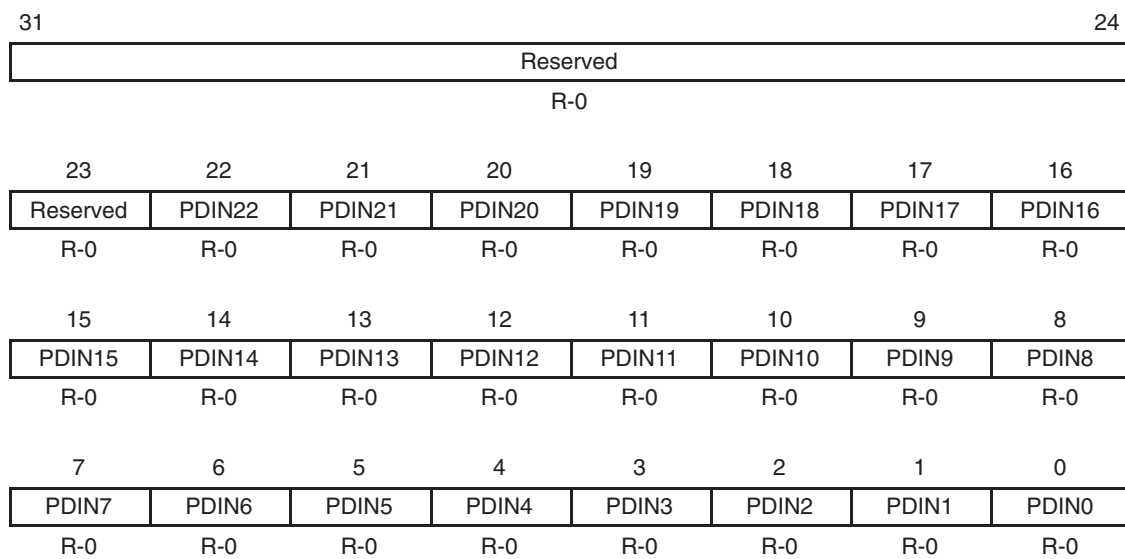 31 24
Reserved
R-0
23 22 21 20 19 18 17 16
Reserved PDIN22 PDIN21 PDIN20 PDIN19 PDIN18 PDIN17 PDIN16
R-0 R-0 R-0 R-0 R-0 R-0 R-0 R-0
15 14 13 12 11 10 9 8
PDIN15 PDIN14 PDIN13 PDIN12 PDIN11 PDIN10 PDIN9 PDIN8
R-0 R-0 R-0 R-0 R-0 R-0 R-0 R-0
7 6 5 4 3 2 1 0
PDIN7 PDIN6 PDIN5 PDIN4 PDIN3 PDIN2 PDIN1 PDIN0
R-0 R-0 R-0 R-0 R-0 R-0 R-0 R-0